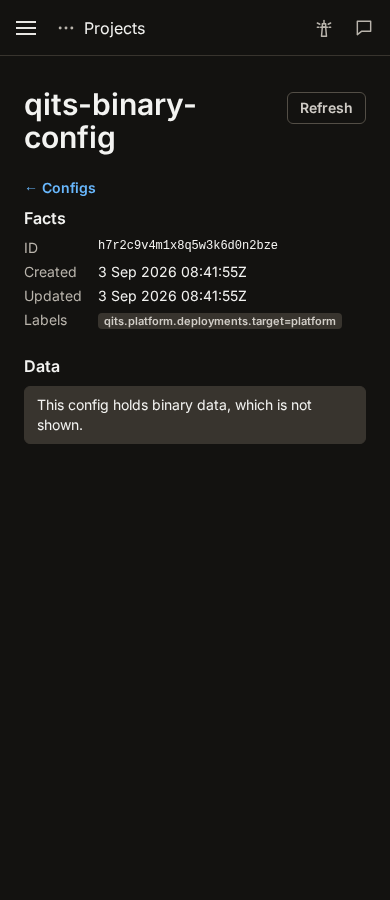 ··· Projects
qits-binary-
config
Refresh
← Configs
Facts
ID h7r2c9v4m1x8q5w3k6d0n2bze
Created 3 Sep 2026 08:41:55Z
Updated 3 Sep 2026 08:41:55Z
Labels qits.platform.deployments.target=platform
Data
This config holds binary data, which is not
shown.